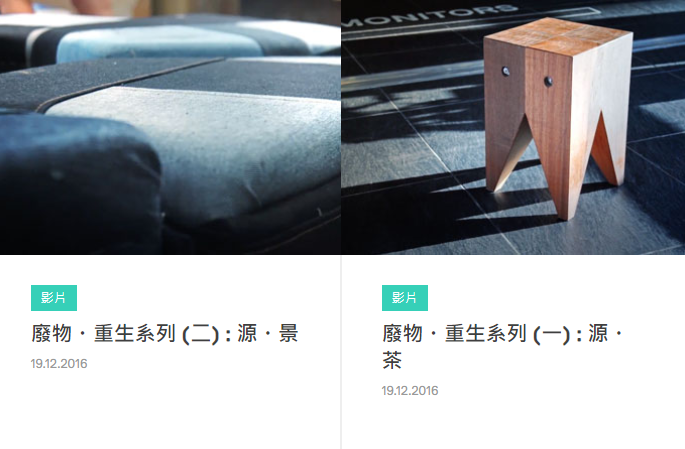 MONITORS
影片
廢物・重生系列 (二) : 源・景
19.12.2016
影片
廢物・重生系列 (一) : 源・
茶
19.12.2016